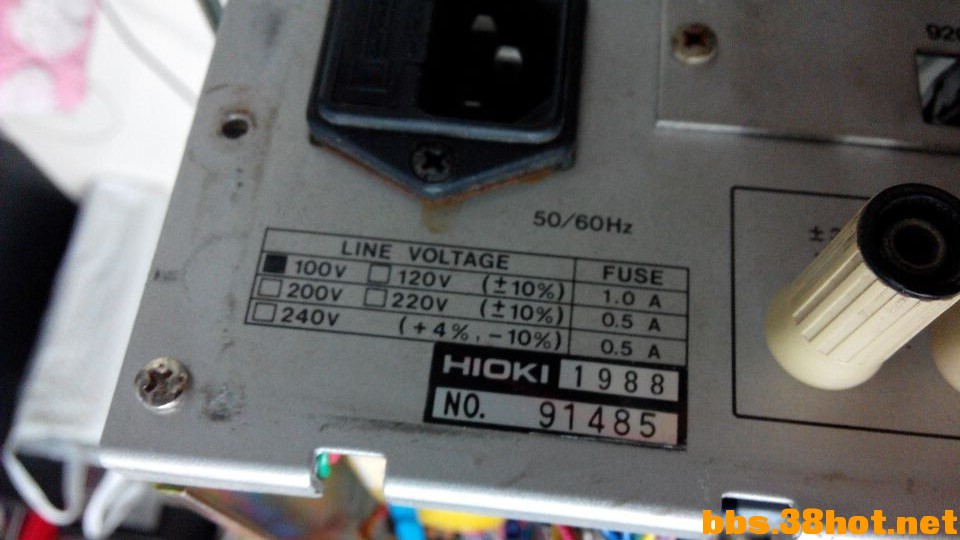 920
50/60Hz
±
LINE VOLTAGE FUSE
■ 100V □ 120V (±10%) 1.0 A
□ 200V □ 220V (±10%) 0.5 A
□ 240V (+4%, -10%) 0.5 A
HIOKI 1988
NO. 91485
bbs.38hot.net